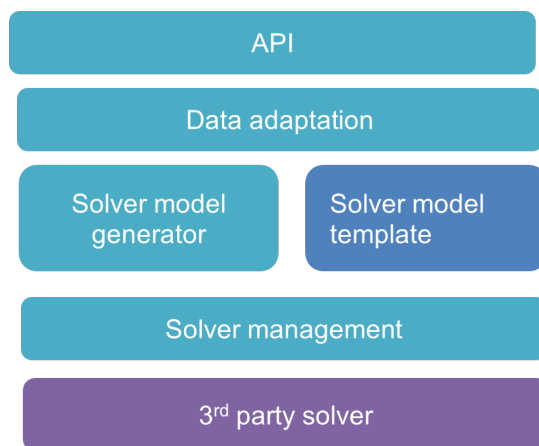 API
Data adaptation
Solver model
generator
Solver model
template
Solver management
3rd party solver